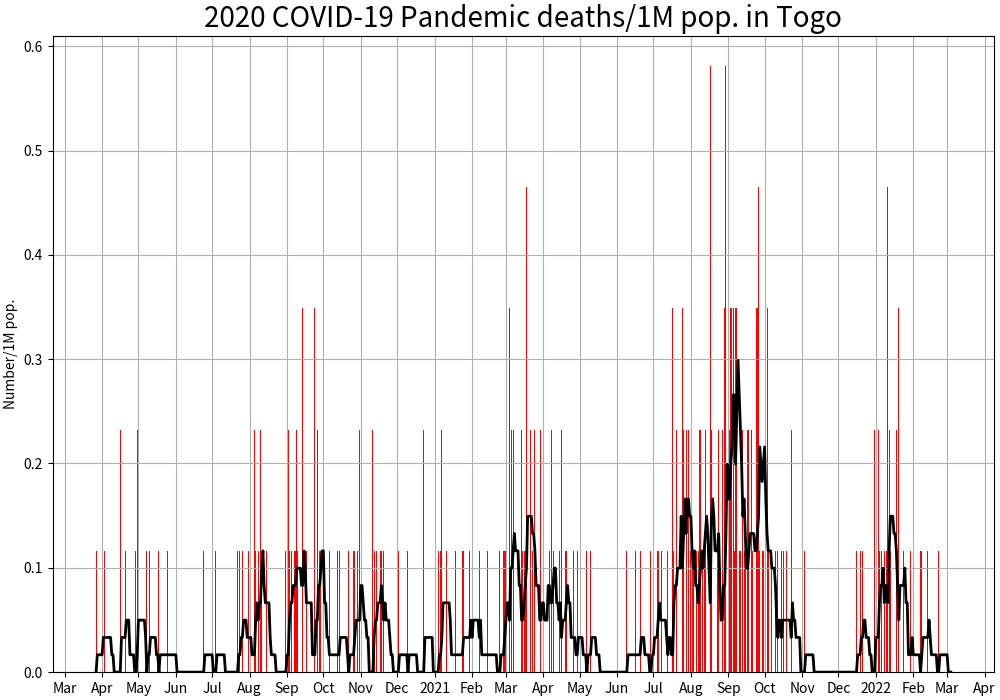 2020 COVID-19 Pandemic deaths/1M pop. in Togo
Number/1M pop.
0.6
0.5
0.4
0.3
0.2
0.1
0.0
Mar Apr May Jun Jul Aug Sep Oct Nov Dec 2021 Feb Mar Apr May Jun Jul Aug Sep Oct Nov Dec 2022 Feb Mar Apr